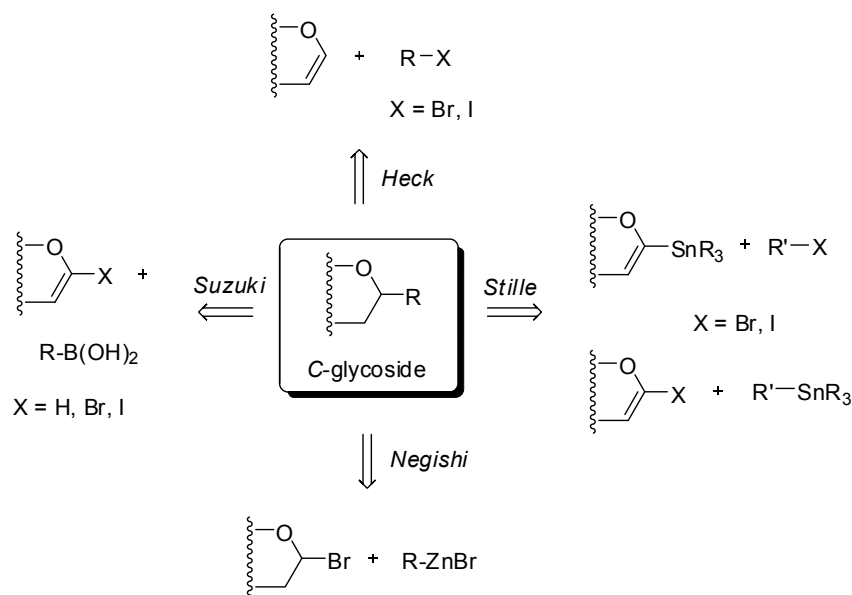 O
+ R-X
X = Br, I
Heck
O
X +
R-B(OH)2
X = H, Br, I
Suzuki
O
R
C-glycoside
Stille
O
SnR3 + R'-X
X = Br, I
O
X + R'-SnR3
Negishi
O
Br + R-ZnBr